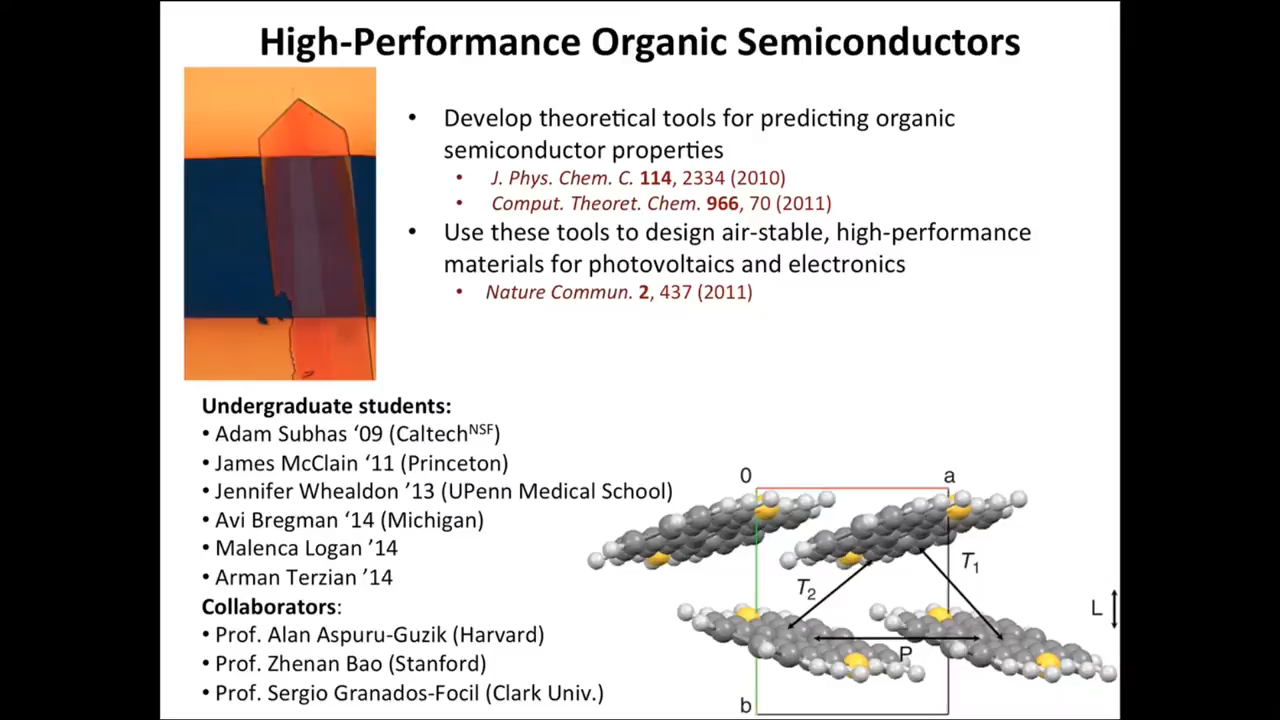 High-Performance Organic Semiconductors
• Develop theoretical tools for predicting organic
semiconductor properties
• J. Phys. Chem. C. 114, 2334 (2010)
• Comput. Theoret. Chem. 966, 70 (2011)
• Use these tools to design air-stable, high-performance
materials for photovoltaics and electronics
• Nature Commun. 2, 437 (2011)
Undergraduate students:
• Adam Subhas ‘09 (CaltechNSF)
• James McClain ‘11 (Princeton)
• Jennifer Whealdon ’13 (UPenn Medical School)
• Avi Bregman ‘14 (Michigan)
• Malenca Logan ’14
• Arman Terzian ’14
Collaborators:
• Prof. Alan Aspuru-Guzik (Harvard)
• Prof. Zhenan Bao (Stanford)
• Prof. Sergio Granados-Focil (Clark Univ.)
0
a
T1
T2
L
P
b